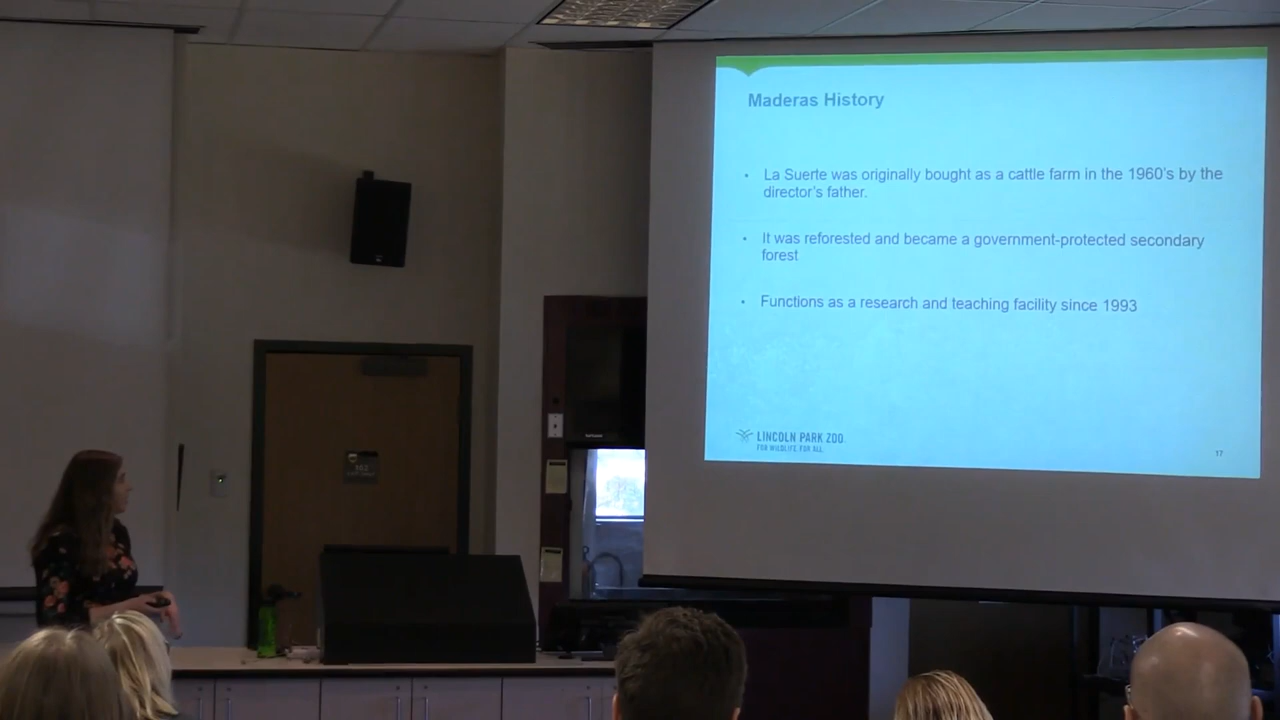 Maderas History
• La Suerte was originally bought as a cattle farm in the 1960's by the
director's father.
• It was reforested and became a government-protected secondary
forest
• Functions as a research and teaching facility since 1993
LINCOLN PARK ZOO
FOR WILDLIFE. FOR ALL.
17